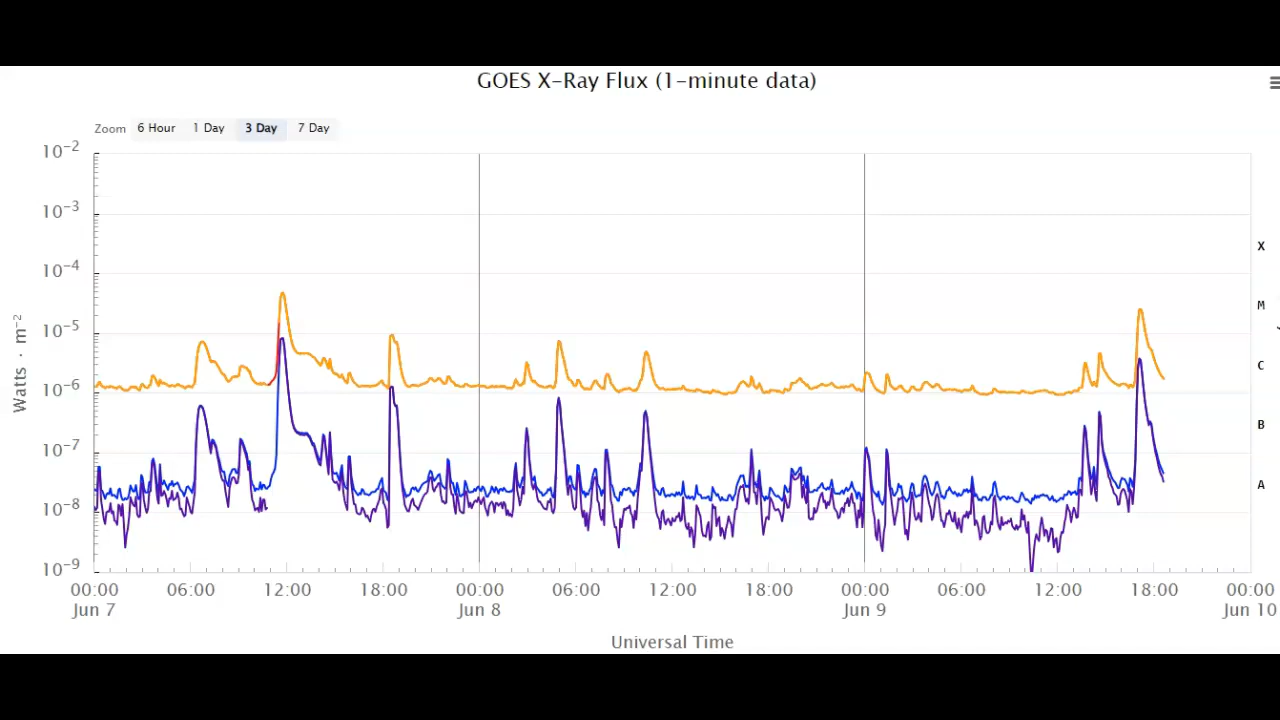 GOES X-Ray Flux (1-minute data)
Zoom 6 Hour 1 Day 3 Day 7 Day
10⁻²
10⁻³
10⁻⁴
10⁻⁵
10⁻⁶
10⁻⁷
10⁻⁸
10⁻⁹
Watts · m⁻²
X
M
C
B
A
00:00 06:00 12:00 18:00 00:00 06:00 12:00 18:00 00:00 06:00 12:00 18:00 00:00
Jun 7 Jun 8 Jun 9 Jun 10
Universal Time